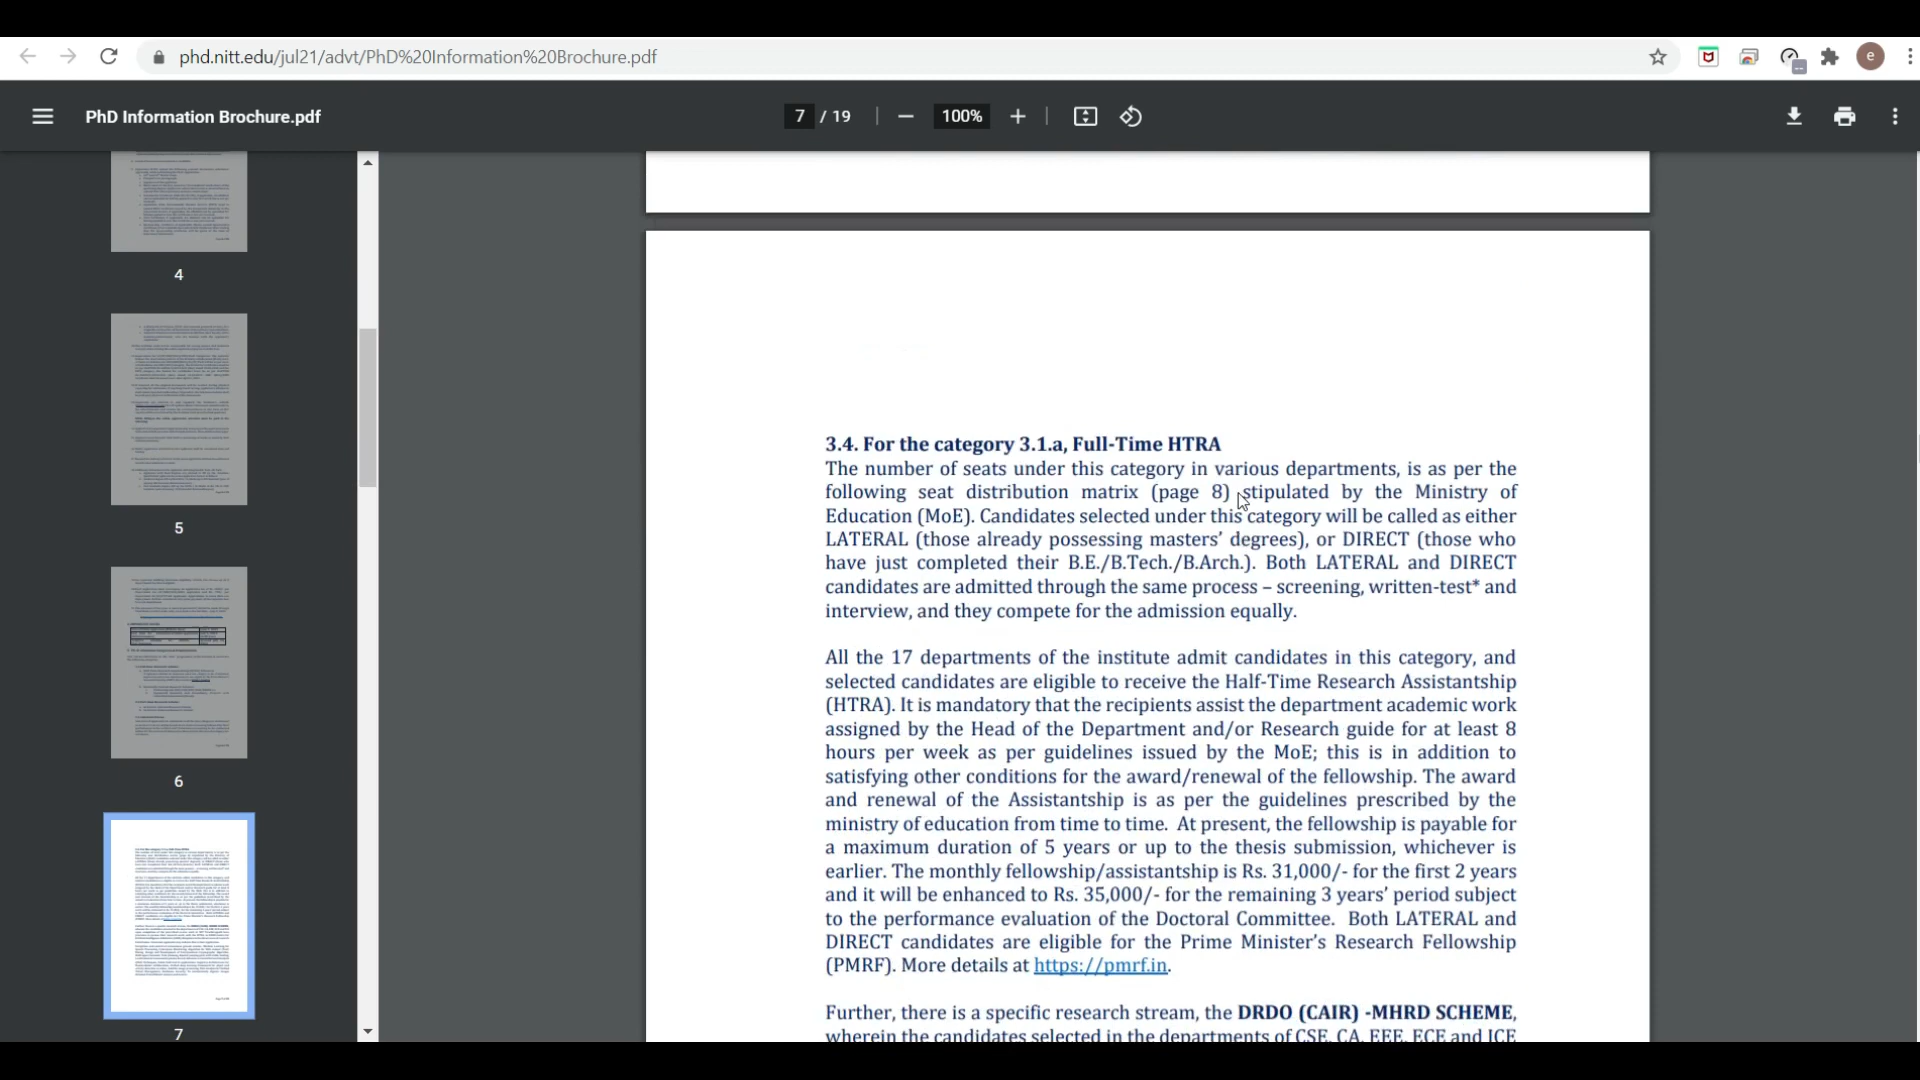 phd.nitt.edu/jul21/advt/PhD%20Information%20Brochure.pdf
e
PhD Information Brochure.pdf
7 / 19
100%
4
5
6
7
3.4. For the category 3.1.a, Full-Time HTRA
The number of seats under this category in various departments, is as per the
following seat distribution matrix (page 8) stipulated by the Ministry of
Education (MoE). Candidates selected under this category will be called as either
LATERAL (those already possessing masters' degrees), or DIRECT (those who
have just completed their B.E./B.Tech./B.Arch.). Both LATERAL and DIRECT
candidates are admitted through the same process – screening, written-test* and
interview, and they compete for the admission equally.
All the 17 departments of the institute admit candidates in this category, and
selected candidates are eligible to receive the Half-Time Research Assistantship
(HTRA). It is mandatory that the recipients assist the department academic work
assigned by the Head of the Department and/or Research guide for at least 8
hours per week as per guidelines issued by the MoE; this is in addition to
satisfying other conditions for the award/renewal of the fellowship. The award
and renewal of the Assistantship is as per the guidelines prescribed by the
ministry of education from time to time. At present, the fellowship is payable for
a maximum duration of 5 years or up to the thesis submission, whichever is
earlier. The monthly fellowship/assistantship is Rs. 31,000/- for the first 2 years
and it will be enhanced to Rs. 35,000/- for the remaining 3 years' period subject
to the performance evaluation of the Doctoral Committee. Both LATERAL and
DIRECT candidates are eligible for the Prime Minister's Research Fellowship
(PMRF). More details at https://pmrf.in.
Further, there is a specific research stream, the DRDO (CAIR) -MHRD SCHEME,
wherein the candidates selected in the departments of CSE, CA, EEE, ECE and ICE